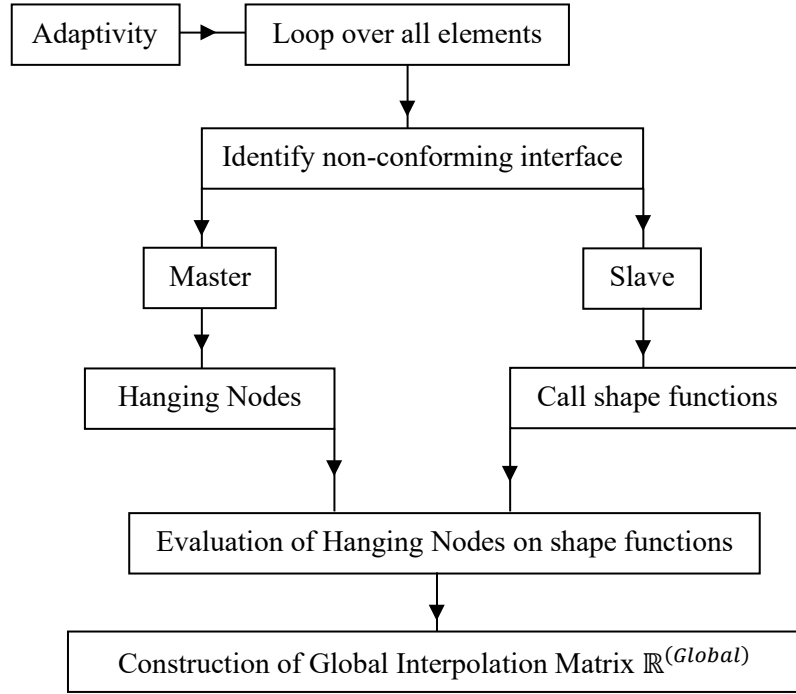 Adaptivity
Loop over all elements
Identify non-conforming interface
Master
Slave
Hanging Nodes
Call shape functions
Evaluation of Hanging Nodes on shape functions
Construction of Global Interpolation Matrix ℝ^(Global)